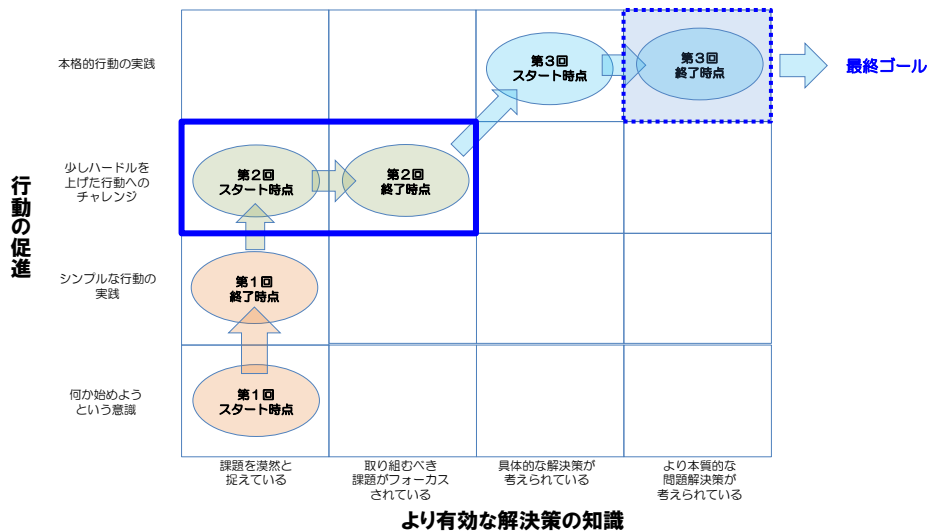 本格的行動の実践
第３回
スタート時点
第３回
終了時点
最終ゴール
行動の促進
少しハードルを
上げた行動への
チャレンジ
第２回
スタート時点
第２回
終了時点
シンプルな行動の
実践
第１回
終了時点
何か始めよう
という意識
第１回
スタート時点
課題を漠然と
捉えている
取り組むべき
課題がフォーカス
されている
具体的な解決策が
考えられている
より本質的な
問題解決策が
考えられている
より有効な解決策の知識